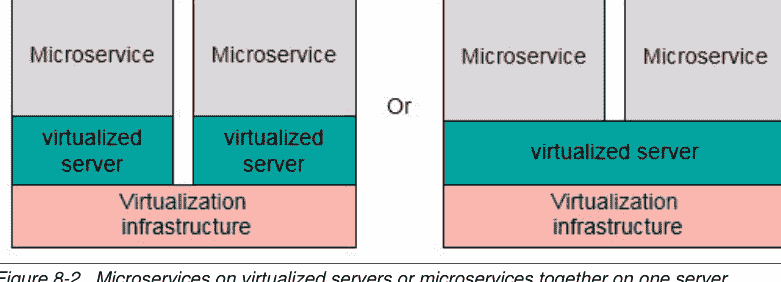 Microservice Microservice
virtualized server virtualized server
Virtualization
infrastructure
Or
Microservice Microservice
virtualized server
Virtualization
infrastructure
Figure 8-2 Microservices on virtualized servers or microservices together on one server